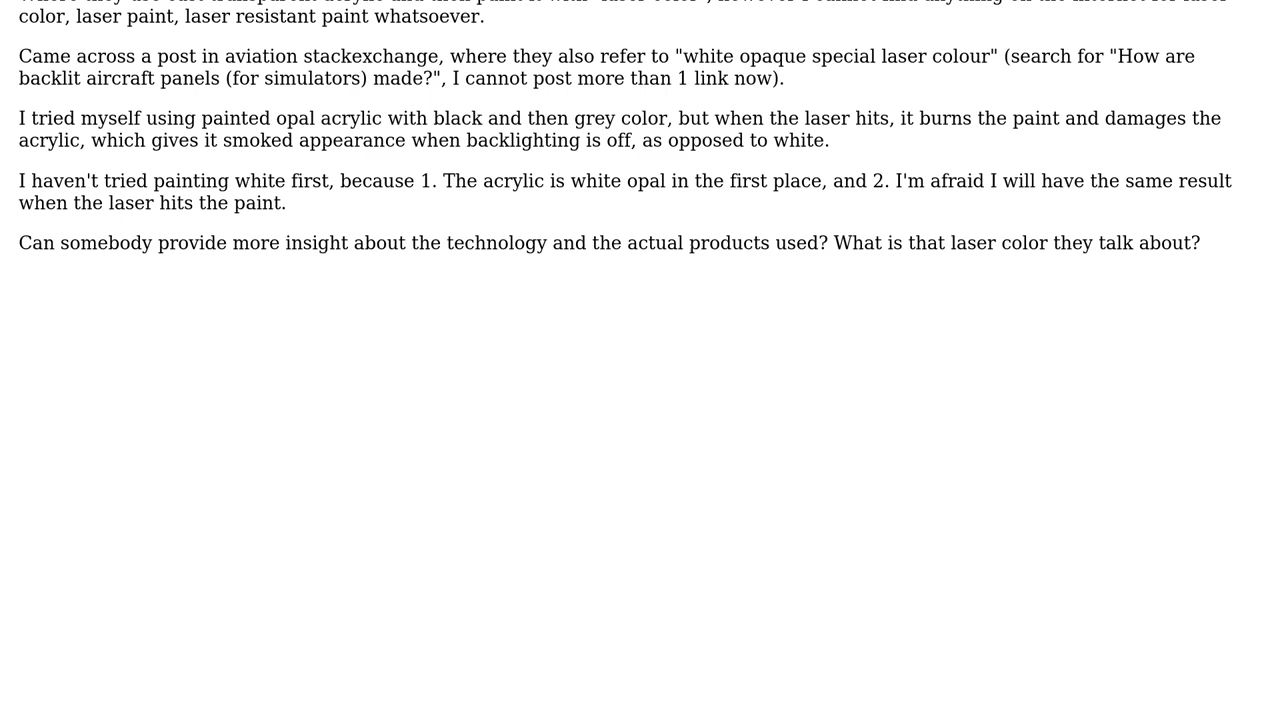 color, laser paint, laser resistant paint whatsoever.
Came across a post in aviation stackexchange, where they also refer to "white opaque special laser colour" (search for "How are
backlit aircraft panels (for simulators) made?", I cannot post more than 1 link now).
I tried myself using painted opal acrylic with black and then grey color, but when the laser hits, it burns the paint and damages the
acrylic, which gives it smoked appearance when backlighting is off, as opposed to white.
I haven't tried painting white first, because 1. The acrylic is white opal in the first place, and 2. I'm afraid I will have the same result
when the laser hits the paint.
Can somebody provide more insight about the technology and the actual products used? What is that laser color they talk about?